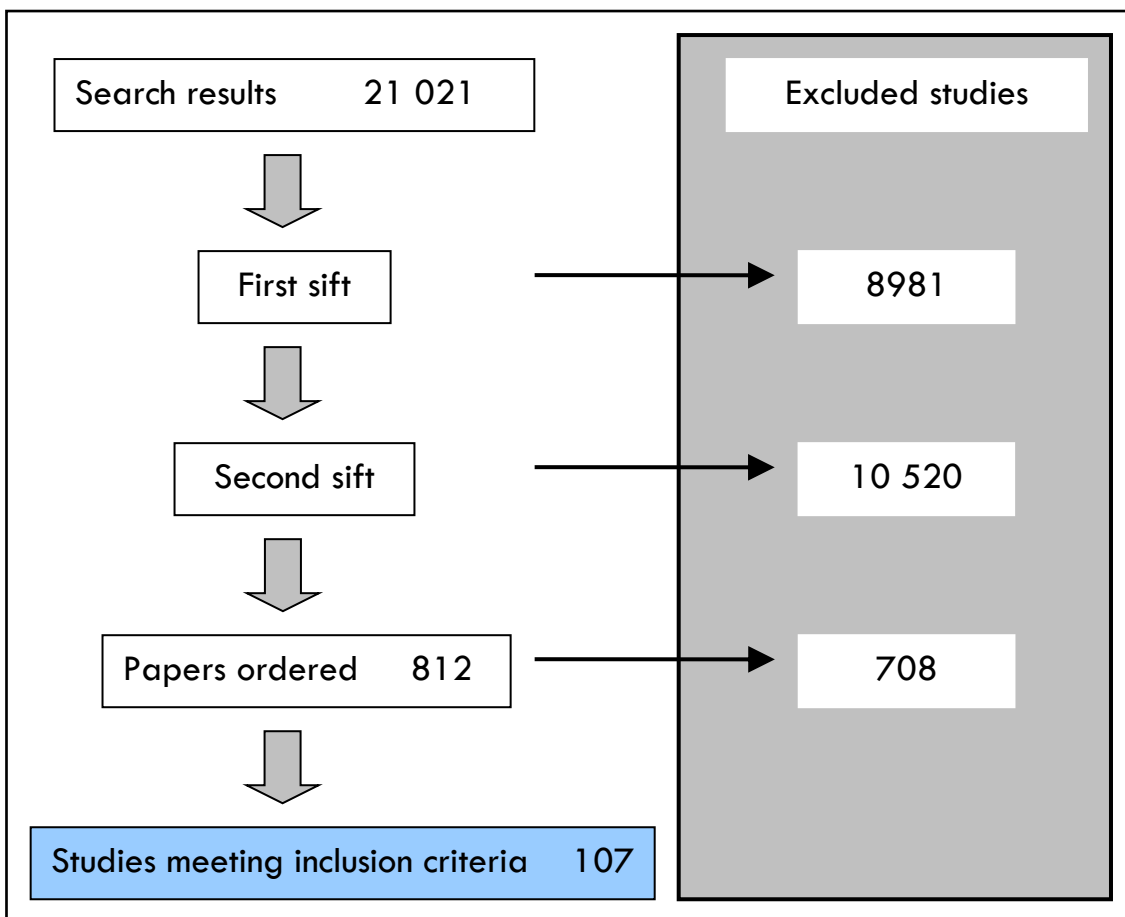 Search results 21 021
Excluded studies
First sift
8981
Second sift
10 520
Papers ordered 812
708
Studies meeting inclusion criteria 107